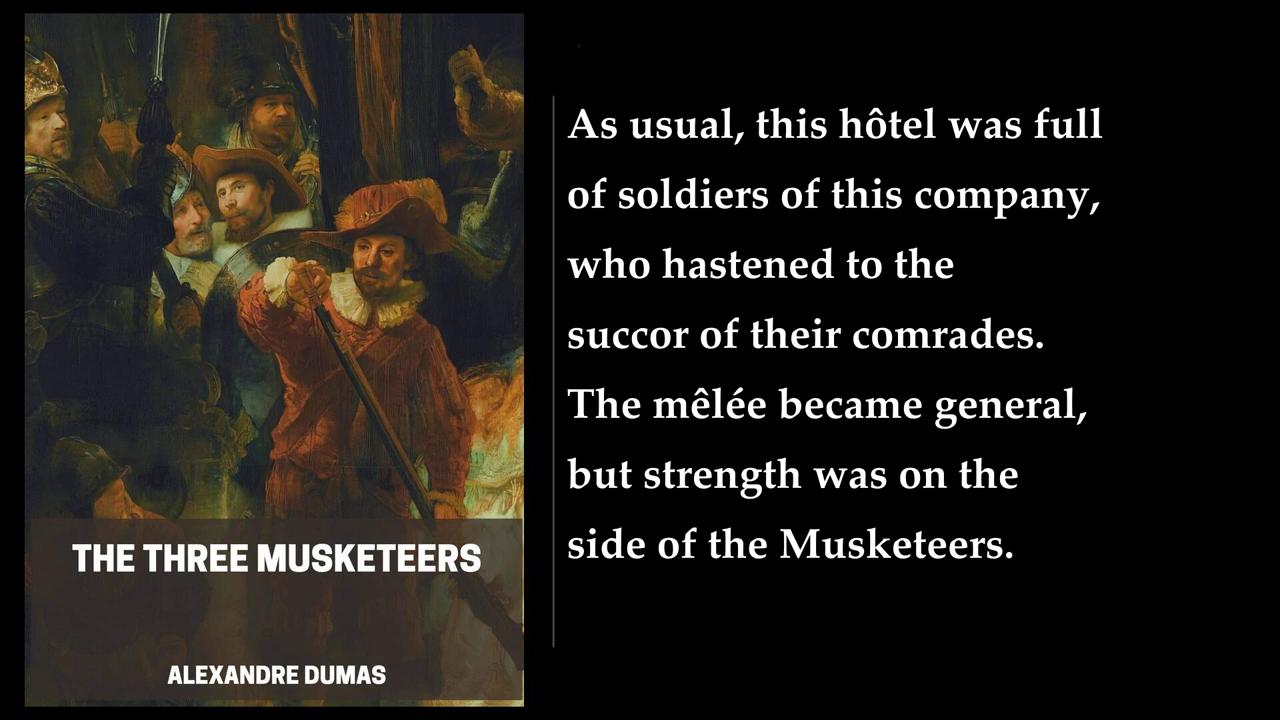 THE THREE MUSKETEERS
ALEXANDRE DUMAS
As usual, this hôtel was full
of soldiers of this company,
who hastened to the
succor of their comrades.
The mêlée became general,
but strength was on the
side of the Musketeers.